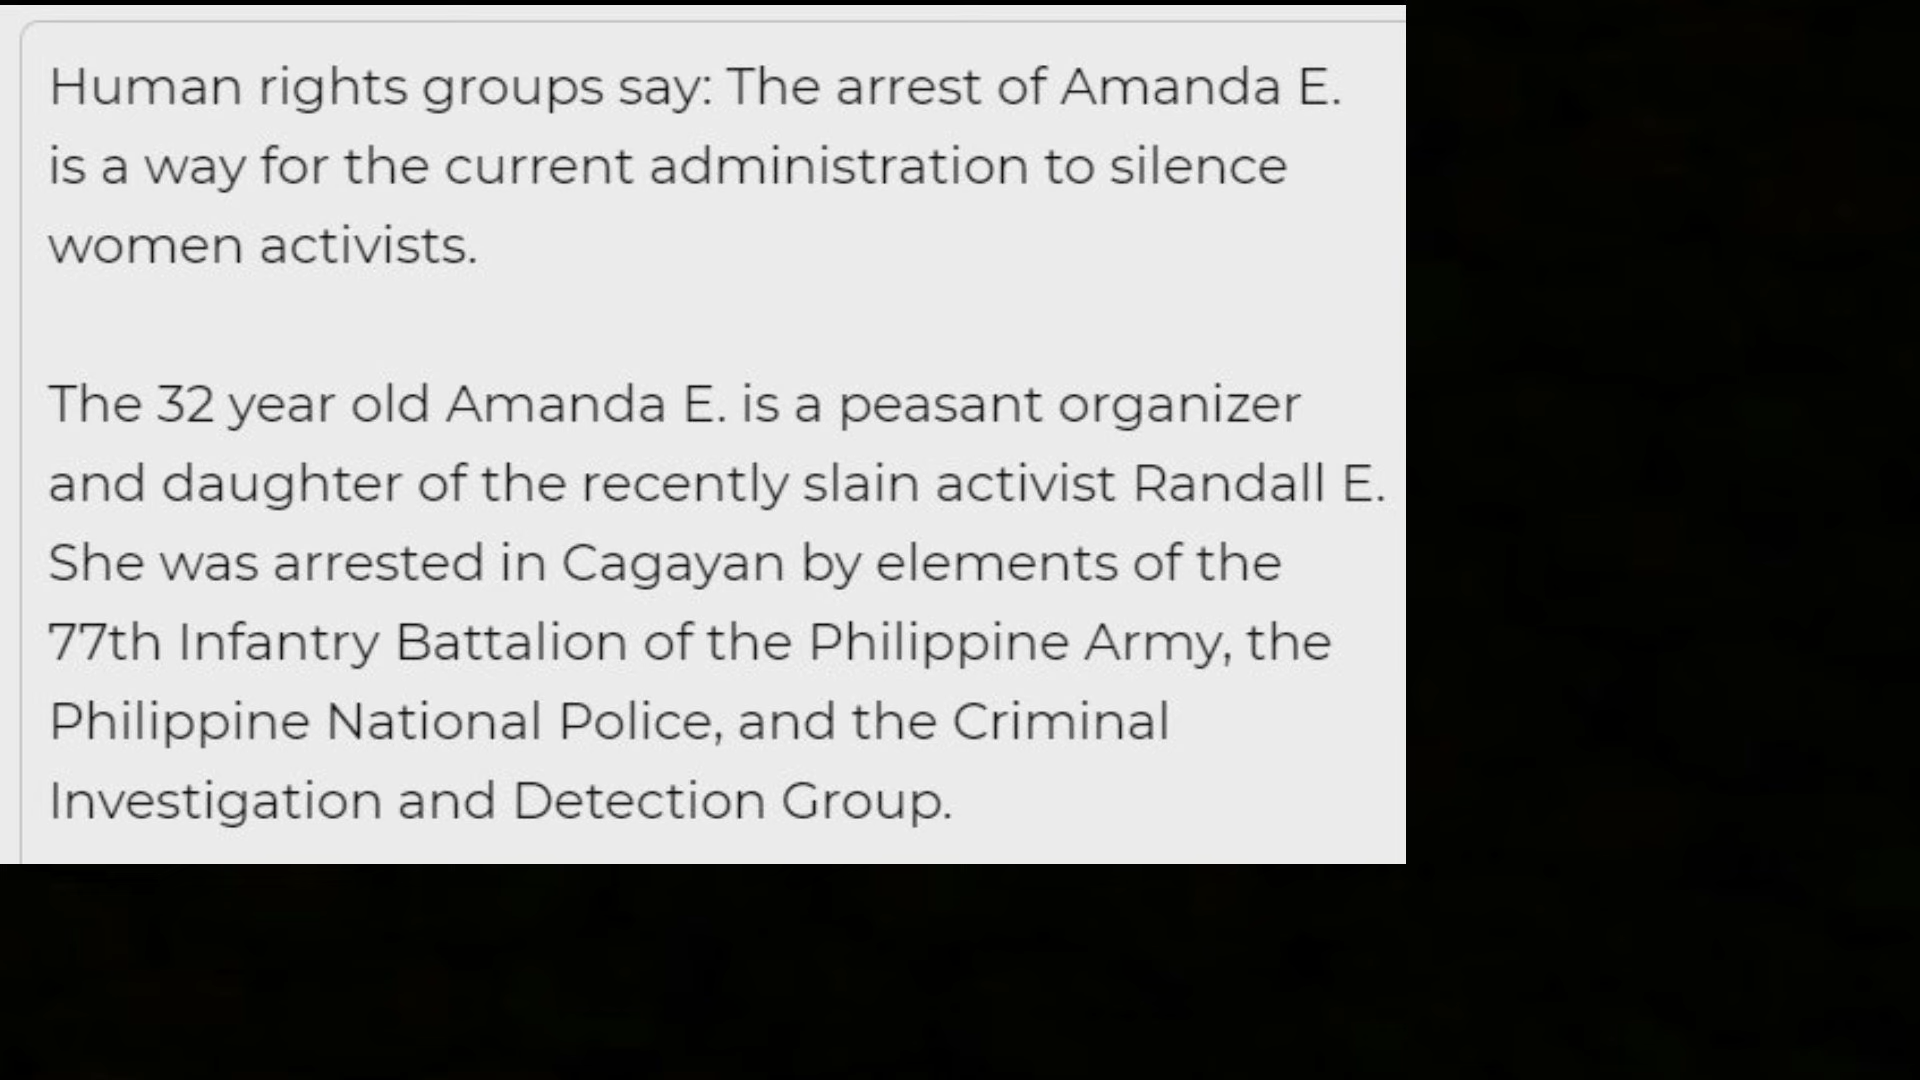 Human rights groups say: The arrest of Amanda E.
is a way for the current administration to silence
women activists.
The 32 year old Amanda E. is a peasant organizer
and daughter of the recently slain activist Randall E.
She was arrested in Cagayan by elements of the
77th Infantry Battalion of the Philippine Army, the
Philippine National Police, and the Criminal
Investigation and Detection Group.